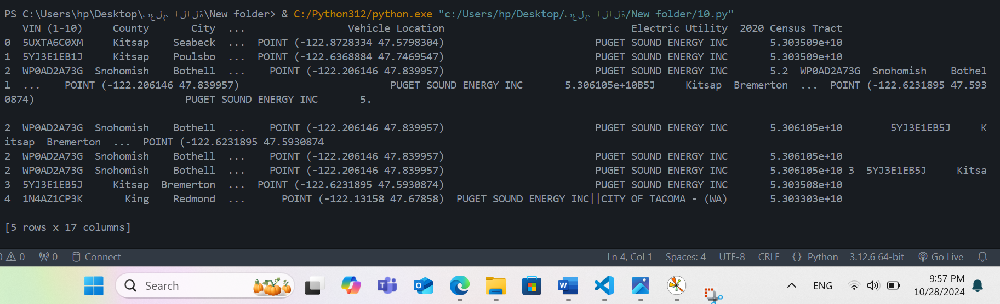 PS C:\Users\hp\Desktop\تعلم الالة\New folder> & C:/Python312/python.exe "c:/Users/hp/Desktop/تعلم الالة/New folder/10.py"
VIN (1-10) County City ... Vehicle Location Electric Utility 2020 Census Tract
0 5UXTA6C0XM Kitsap Seabeck ... POINT (-122.8728334 47.5798304) PUGET SOUND ENERGY INC 5.303509e+10
1 5YJ3E1EB1J Kitsap Poulsbo ... POINT (-122.6368884 47.7469547) PUGET SOUND ENERGY INC 5.303509e+10
2 WP0AD2A73G Snohomish Bothell ... POINT (-122.206146 47.839957) PUGET SOUND ENERGY INC 5.2 WP0AD2A73G Snohomish Bothel
l ... POINT (-122.206146 47.839957) PUGET SOUND ENERGY INC 5.306105e+10B5J Kitsap Bremerton ... POINT (-122.6231895 47.593
0874) PUGET SOUND ENERGY INC 5.
2 WP0AD2A73G Snohomish Bothell ... POINT (-122.206146 47.839957) PUGET SOUND ENERGY INC 5.306105e+10 5YJ3E1EB5J K
itsap Bremerton ... POINT (-122.6231895 47.5930874
2 WP0AD2A73G Snohomish Bothell ... POINT (-122.206146 47.839957) PUGET SOUND ENERGY INC 5.306105e+10
2 WP0AD2A73G Snohomish Bothell ... POINT (-122.206146 47.839957) PUGET SOUND ENERGY INC 5.306105e+10 3 5YJ3E1EB5J Kitsa
3 5YJ3E1EB5J Kitsap Bremerton ... POINT (-122.6231895 47.5930874) PUGET SOUND ENERGY INC 5.303508e+10
4 1N4AZ1CP3K King Redmond ... POINT (-122.13158 47.67858) PUGET SOUND ENERGY INC||CITY OF TACOMA - (WA) 5.303303e+10
[5 rows x 17 columns]
0 0 0 Connect Ln 4, Col 1 Spaces: 4 UTF-8 CRLF {} Python 3.12.6 64-bit Go Live
Search ENG 9:57 PM
10/28/2024